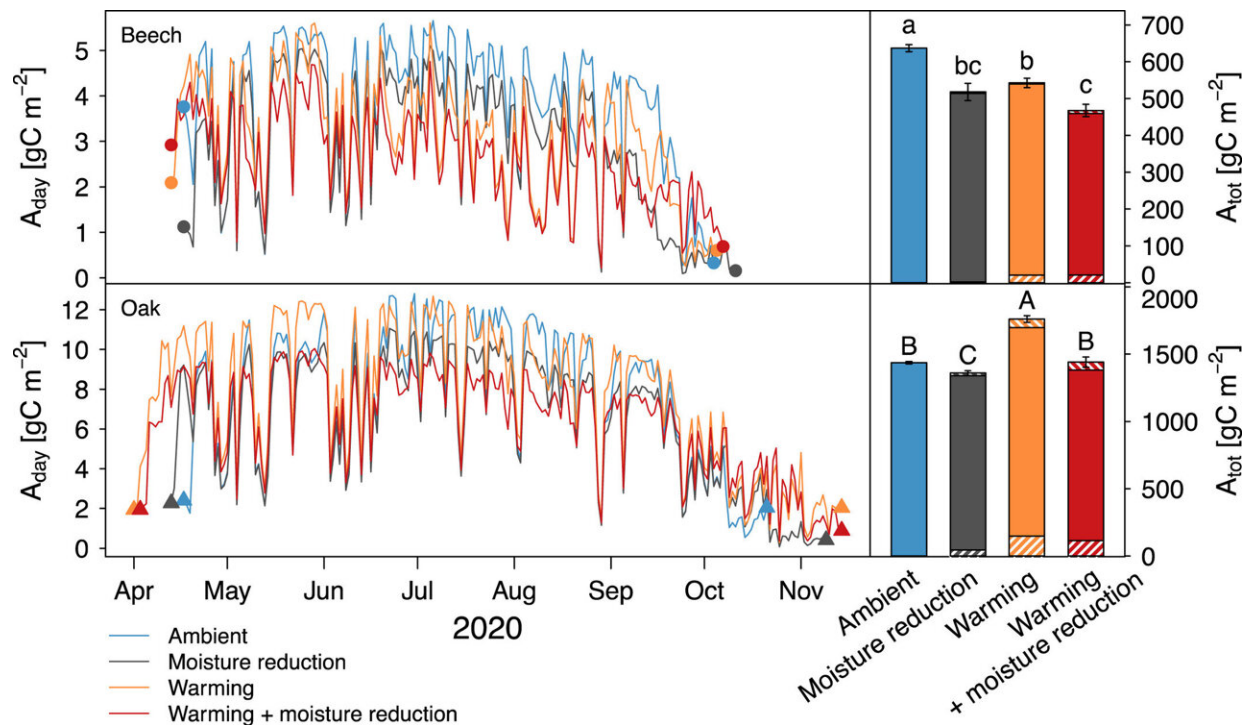 Beech
A_day [gC m⁻²]
5
4
3
2
1
0
a
bc
b
c
700
600
500
400
300
200
100
0
A_tot [gC m⁻²]
Oak
A_day [gC m⁻²]
12
10
8
6
4
2
0
B
C
A
B
2000
1500
1000
500
0
A_tot [gC m⁻²]
Apr May Jun Jul Aug Sep Oct Nov
2020
Ambient
Moisture reduction
Warming
Warming
+ moisture reduction
Ambient
Moisture reduction
Warming
Warming + moisture reduction